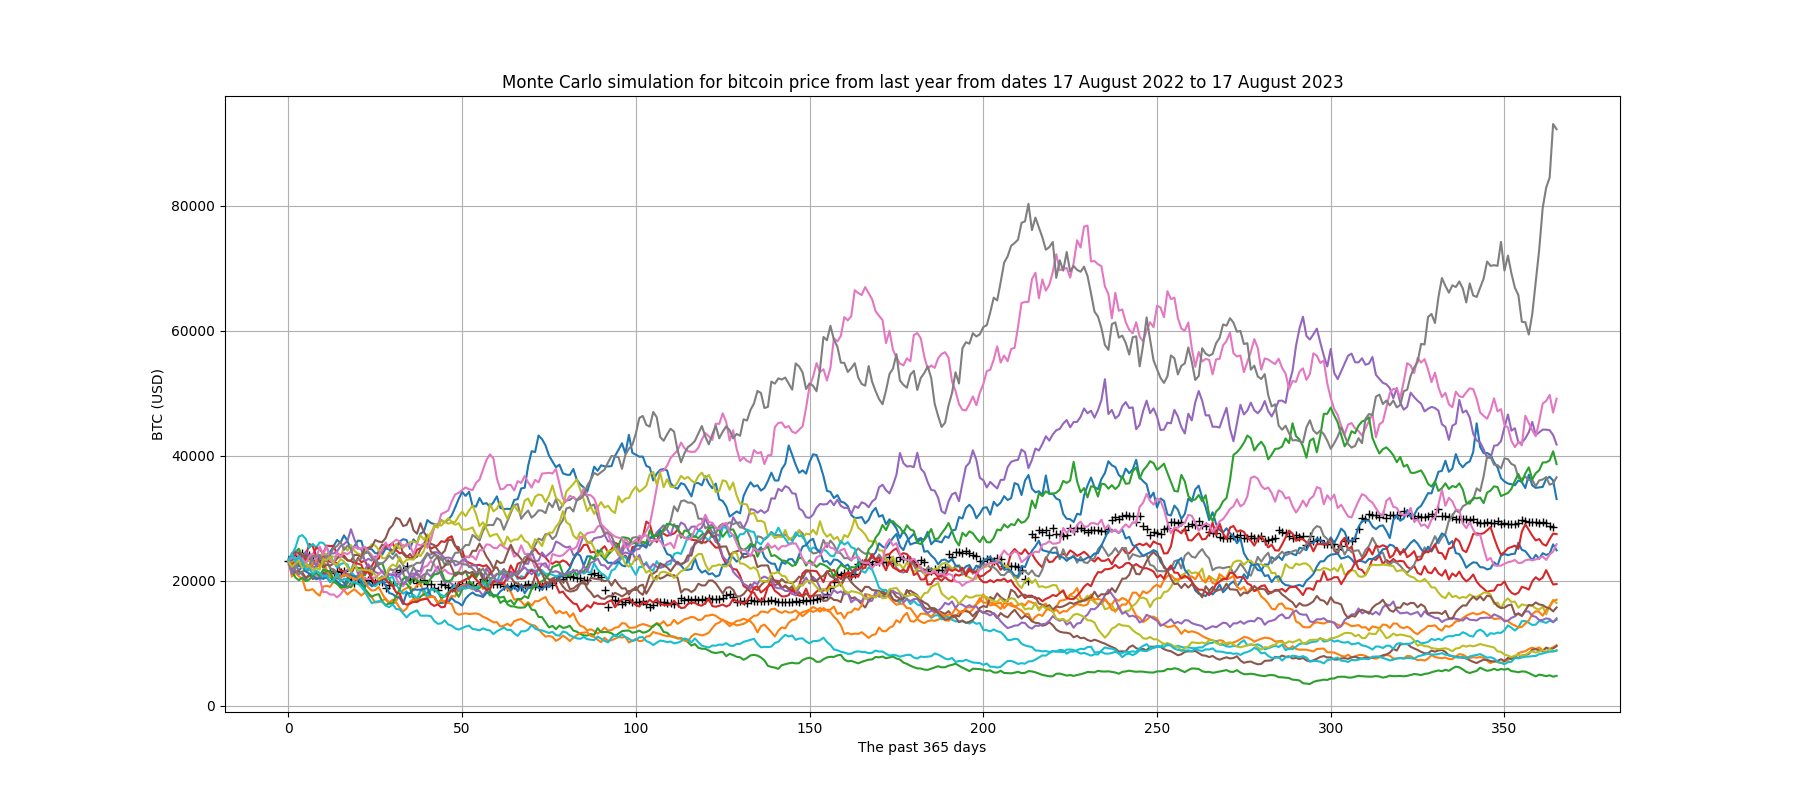 Monte Carlo simulation for bitcoin price from last year from dates 17 August 2022 to 17 August 2023
BTC (USD)
80000
60000
40000
20000
0
0 50 100 150 200 250 300 350
The past 365 days